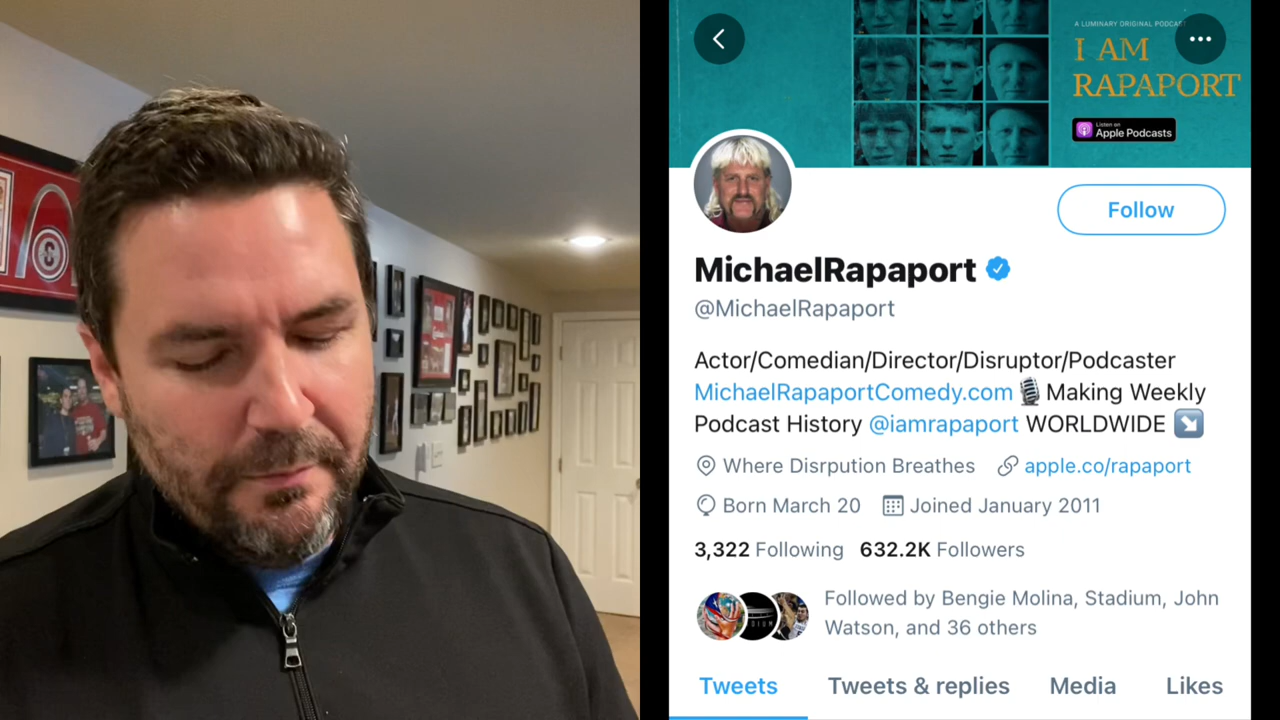 A LUMINARY ORIGINAL PODCAST
I AM
RAPAPORT
Listen on
Apple Podcasts
Follow
MichaelRapaport
@MichaelRapaport
Actor/Comedian/Director/Disruptor/Podcaster
MichaelRapaportComedy.com 🎙 Making Weekly
Podcast History @iamrapaport WORLDWIDE ↘️
Where Disrpution Breathes apple.co/rapaport
Born March 20 Joined January 2011
3,322 Following 632.2K Followers
Followed by Bengie Molina, Stadium, John
Watson, and 36 others
Tweets Tweets & replies Media Likes